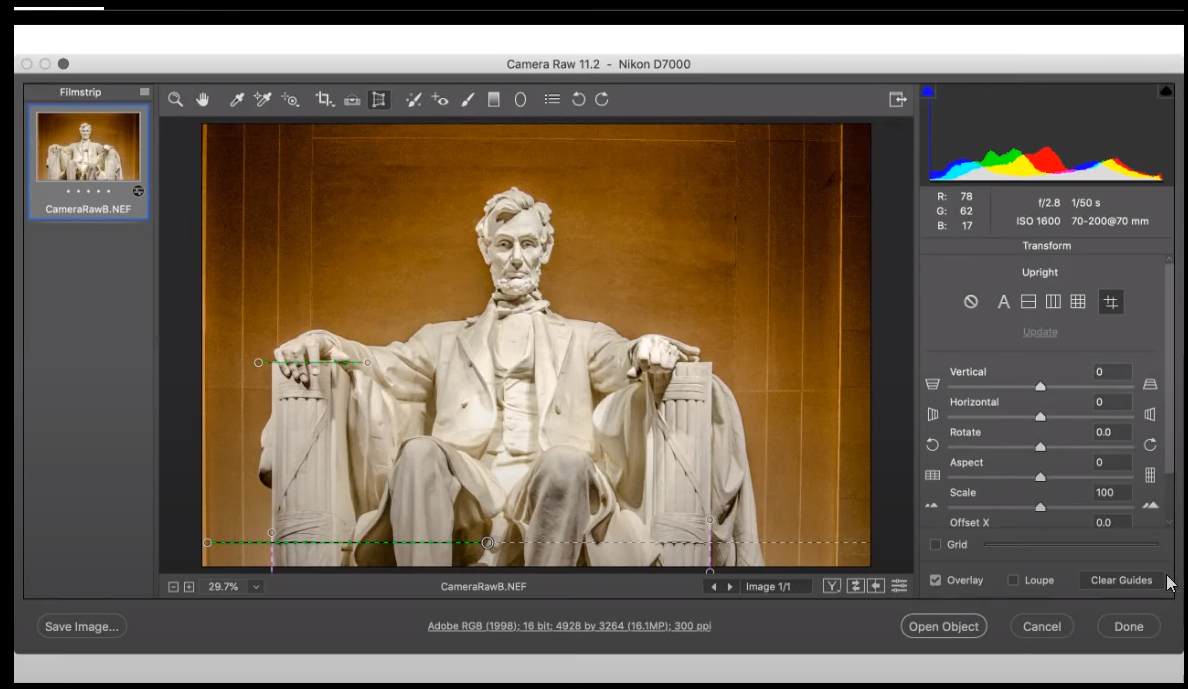 Camera Raw 11.2 - Nikon D7000
Filmstrip
CameraRawB.NEF
R: 78
G: 62
B: 17
f/2.8 1/50 s
ISO 1600 70-200@70 mm
Transform
Upright
A
Update
Vertical 0
Horizontal 0
Rotate 0.0
Aspect 0
Scale 100
Offset X 0.0
Grid
Overlay Loupe Clear Guides
29.7% CameraRawB.NEF Image 1/1 Y
Save Image... Adobe RGB (1998); 16 bit; 4928 by 3264 (16.1MP); 300 ppi Open Object Cancel Done